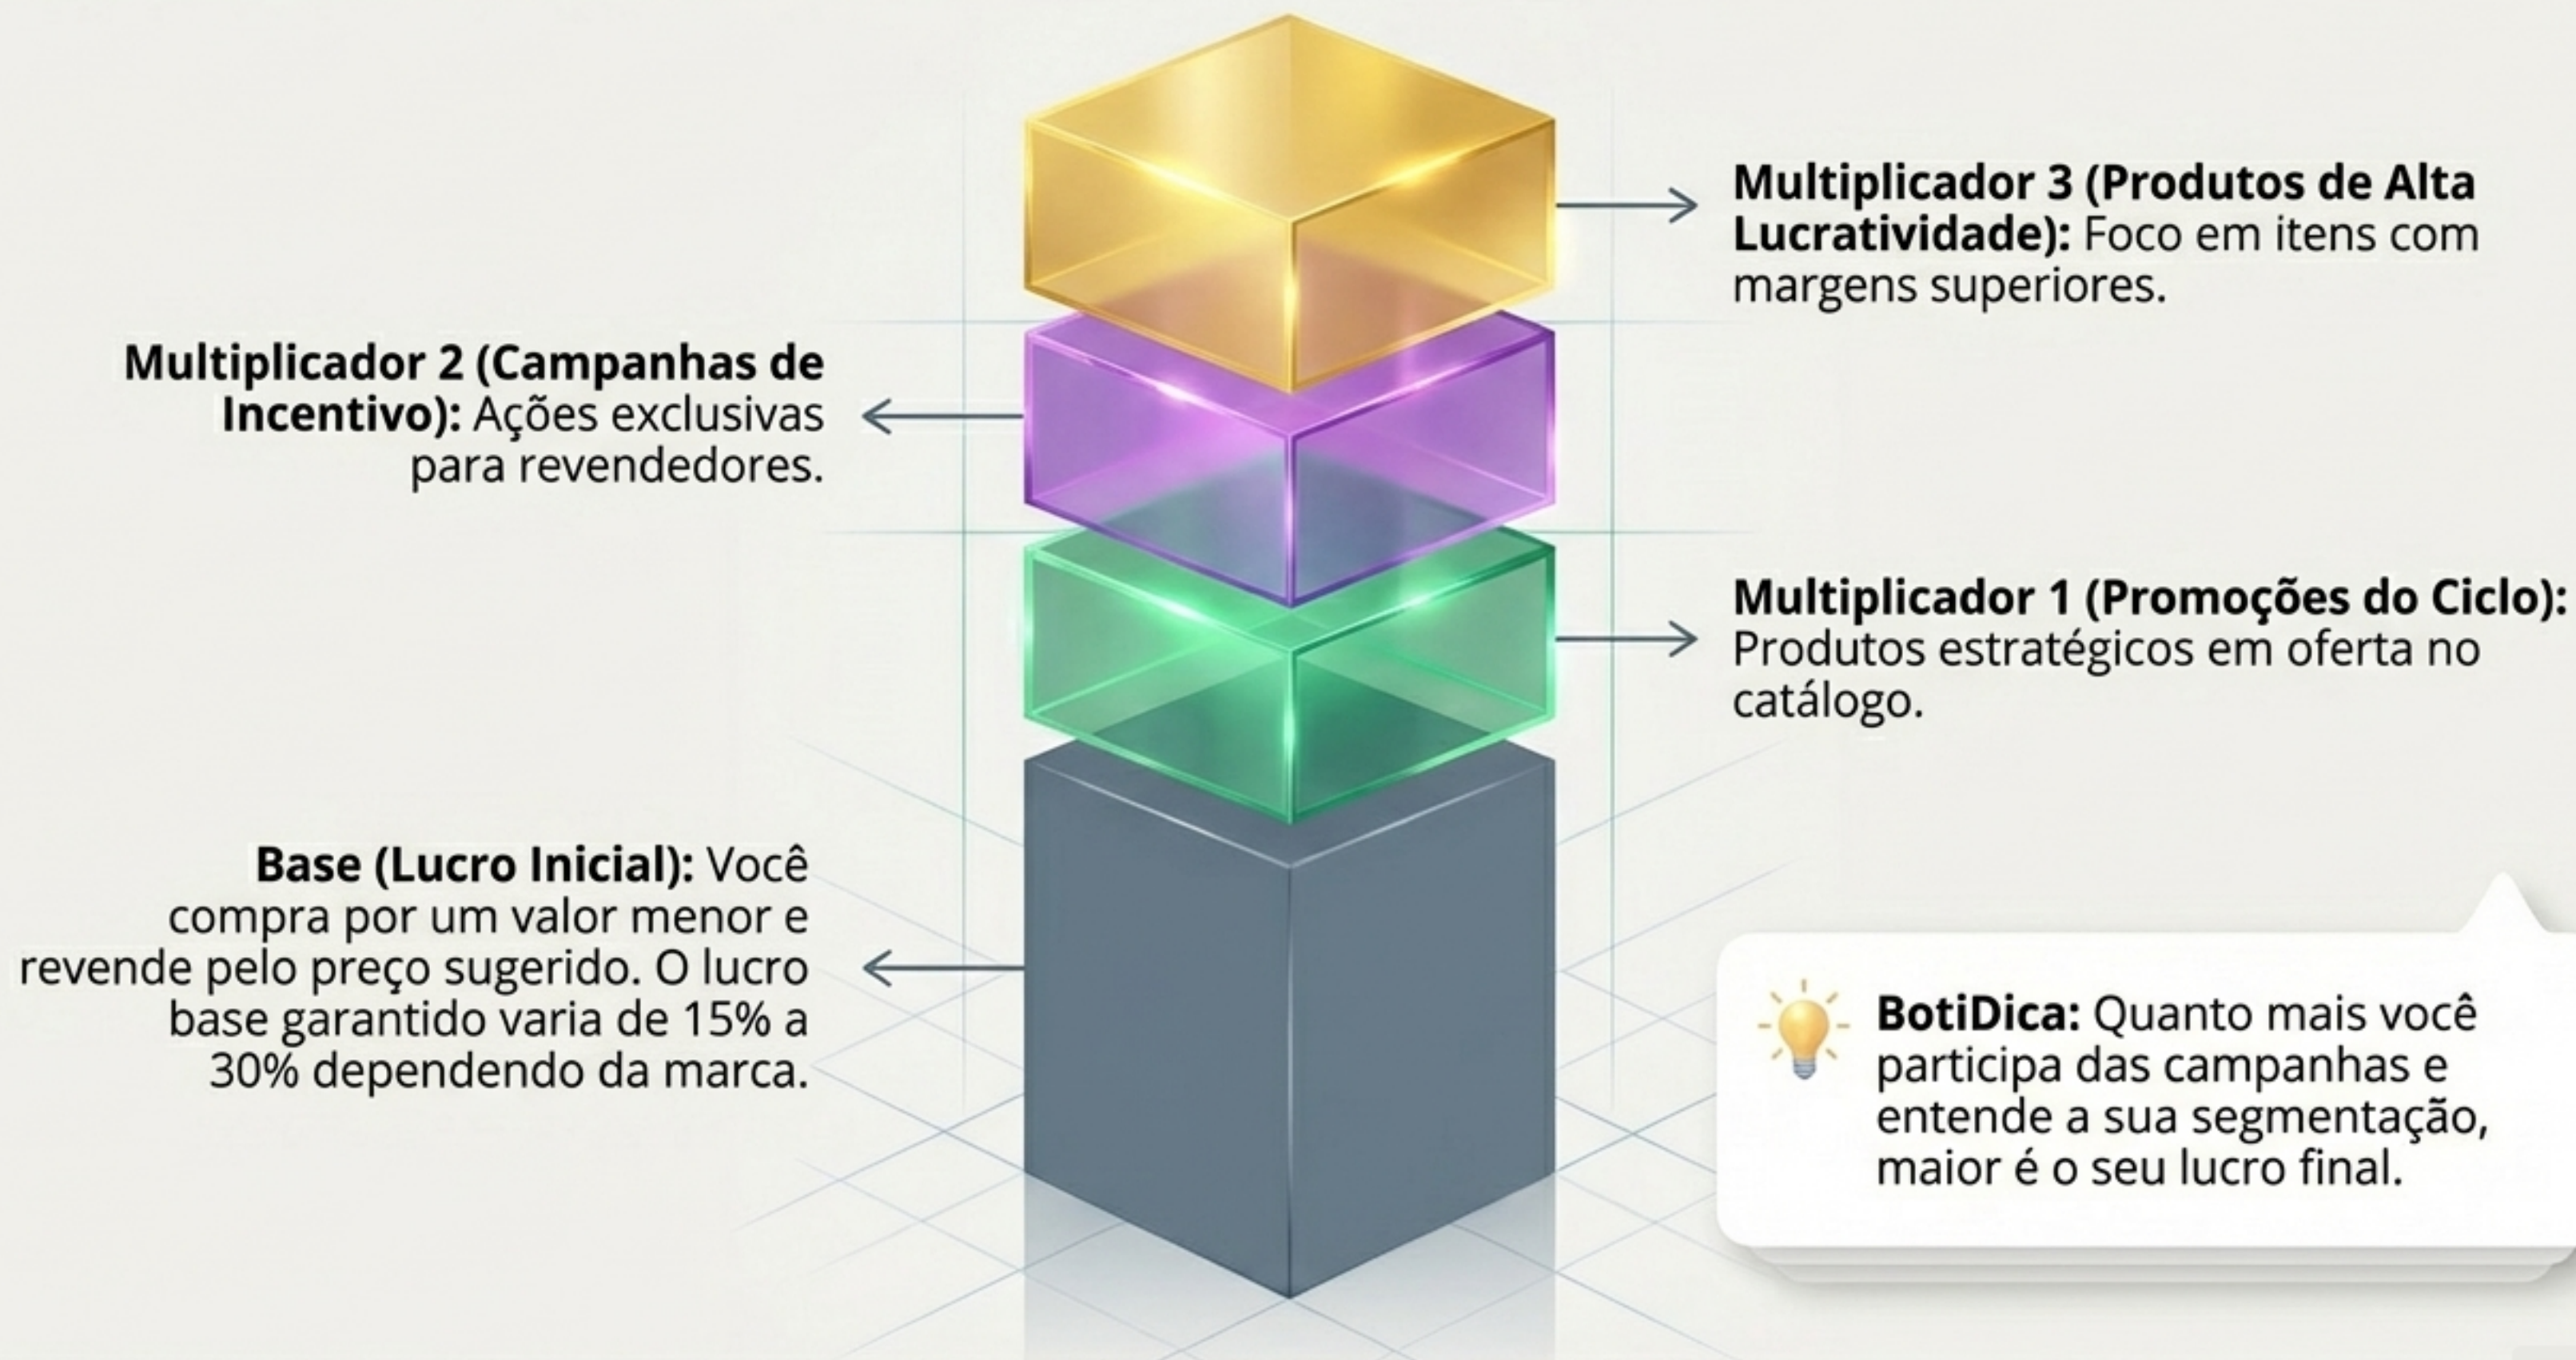 Multiplicador 3 (Produtos de Alta
Lucratividade): Foco em itens com
margens superiores.
Multiplicador 2 (Campanhas de
Incentivo): Ações exclusivas
para revendedores.
Multiplicador 1 (Promoções do Ciclo):
Produtos estratégicos em oferta no
catálogo.
Base (Lucro Inicial): Você
compra por um valor menor e
revende pelo preço sugerido. O lucro
base garantido varia de 15% a
30% dependendo da marca.
BotiDica: Quanto mais você
participa das campanhas e
entende a sua segmentação,
maior é o seu lucro final.